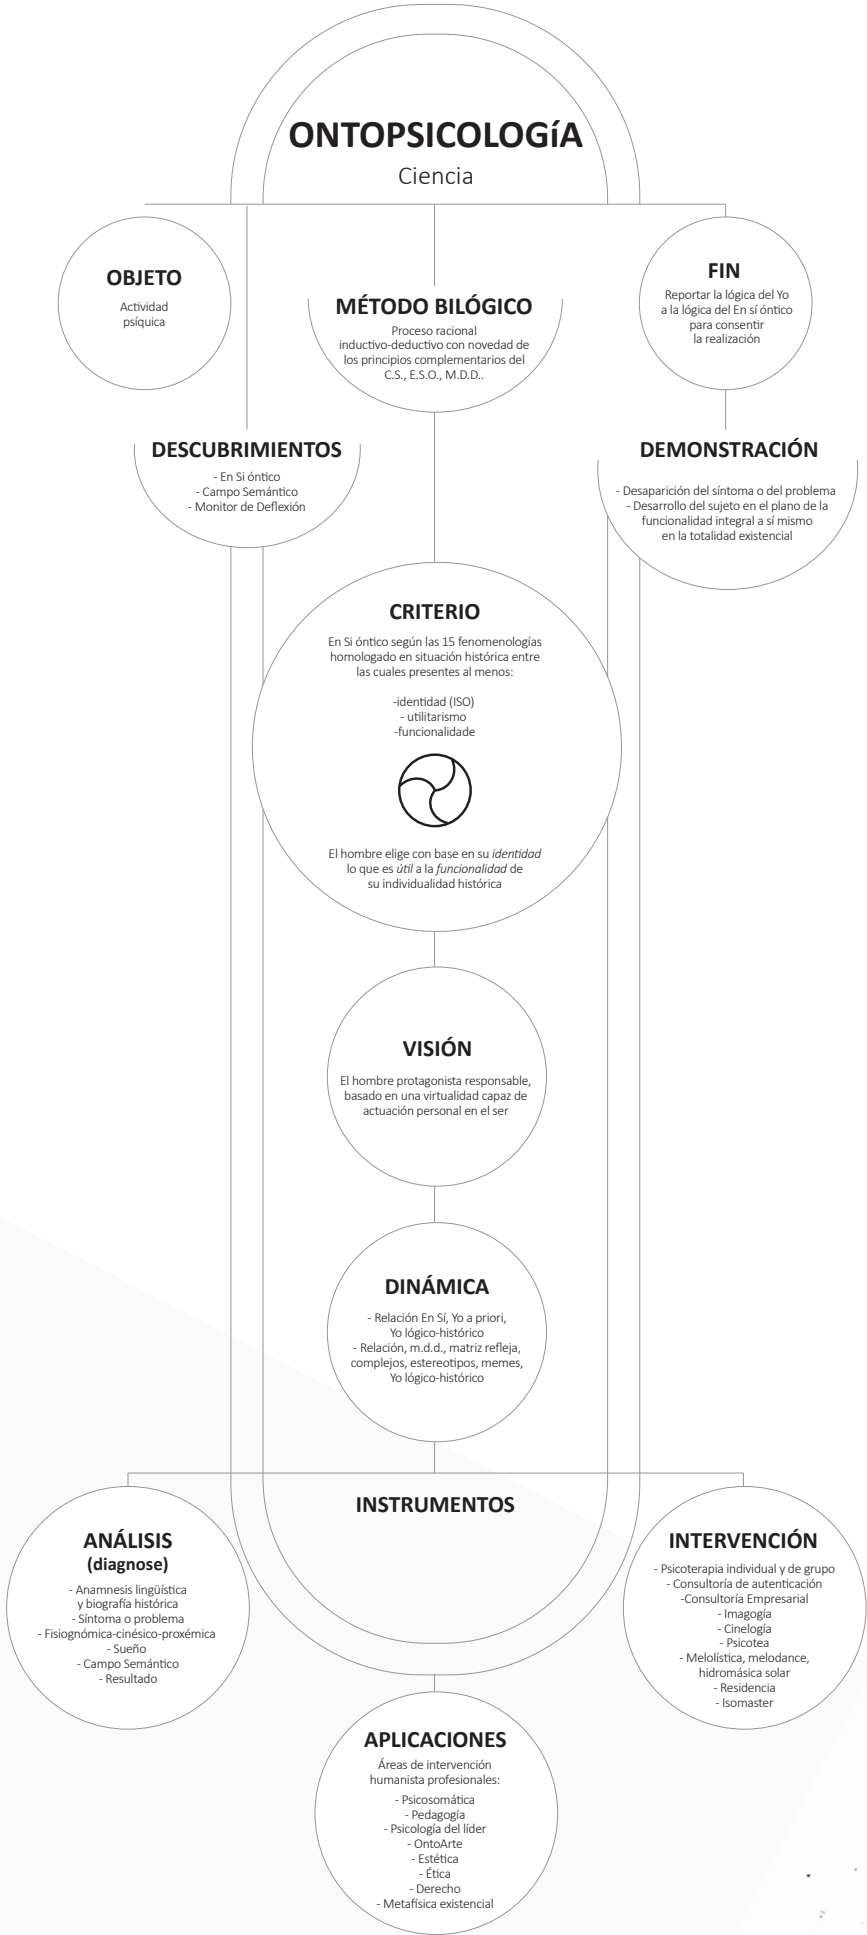 ONTOPSICOLOGíA
Ciencia
OBJETO
Actividad
psíquica
MÉTODO BILÓGICO
Proceso racional
inductivo-deductivo con novedad de
los principios complementarios del
C.S., E.S.O., M.D.D..
FIN
Reportar la lógica del Yo
a la lógica del En sí óntico
para consentir
la realización
DESCUBRIMIENTOS
- En Si óntico
- Campo Semántico
- Monitor de Deflexión
DEMONSTRACIÓN
- Desaparición del síntoma o del problema
- Desarrollo del sujeto en el plano de la
funcionalidad integral a sí mismo
en la totalidad existencial
CRITERIO
En Si óntico según las 15 fenomenologías
homologado en situación histórica entre
las cuales presentes al menos:
-identidad (ISO)
- utilitarismo
-funcionalidade
El hombre elige con base en su identidad
lo que es útil a la funcionalidad de
su individualidad histórica
VISIÓN
El hombre protagonista responsable,
basado en una virtualidad capaz de
actuación personal en el ser
DINÁMICA
- Relación En Sí, Yo a priori,
Yo lógico-histórico
- Relación, m.d.d., matriz refleja,
complejos, estereotipos, memes,
Yo lógico-histórico
INSTRUMENTOS
ANÁLISIS
(diagnose)
- Anamnesis lingüística
y biografía histórica
- Síntoma o problema
- Fisiognómica-cinésico-proxémica
- Sueño
- Campo Semántico
- Resultado
INTERVENCIÓN
- Psicoterapia individual y de grupo
- Consultoría de autenticación
-Consultoría Empresarial
- Imagogía
- Cinelogía
- Psicotea
- Melolística, melodance,
hidromásica solar
- Residencia
- Isomaster
APLICACIONES
Áreas de intervención
humanista profesionales:
- Psicosomática
- Pedagogía
- Psicología del líder
- OntoArte
- Estética
- Ética
- Derecho
- Metafísica existencial